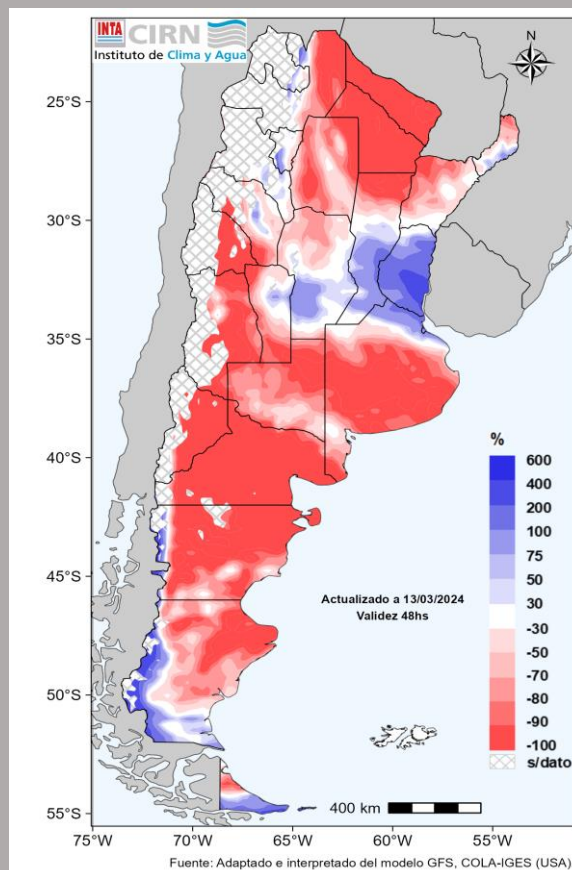 INTA CIRN
Instituto de Clima y Agua
N
25°S
30°S
35°S
40°S
45°S
50°S
55°S
%
600
400
200
100
75
50
30
-30
-50
-70
-80
-90
-100
s/dato
Actualizado a 13/03/2024
Validez 48hs
400 km
75°W 70°W 65°W 60°W 55°W
Fuente: Adaptado e interpretado del modelo GFS, COLA-IGES (USA)